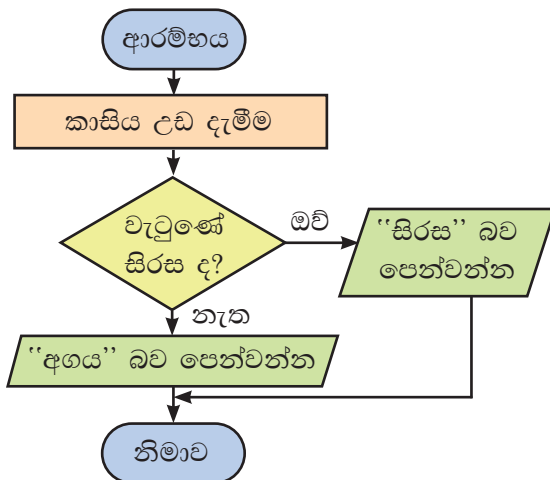 ආරම්භය
කාසිය උඩ දැමීම
වැටුණේ
සිරස ද?
ඔව්
‘‘සිරස’’ බව
පෙන්වන්න
නැත
‘‘අගය’’ බව පෙන්වන්න
නිමාව